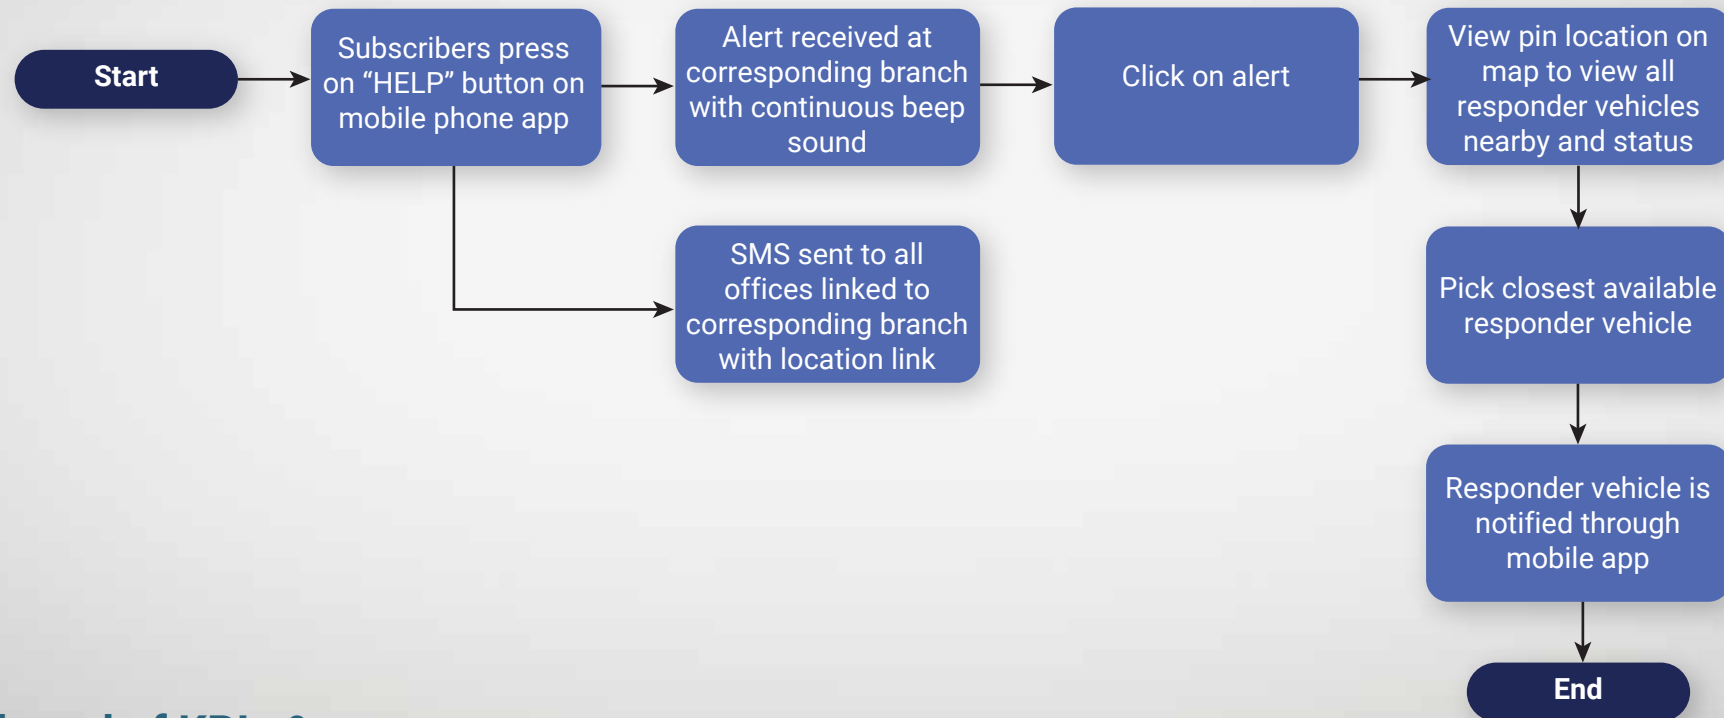 Start
Subscribers press
on “HELP” button on
mobile phone app
Alert received at
corresponding branch
with continuous beep
sound
Click on alert
View pin location on
map to view all
responder vehicles
nearby and status
SMS sent to all
offices linked to
corresponding branch
with location link
Pick closest available
responder vehicle
Responder vehicle is
notified through
mobile app
End
of KPIs &